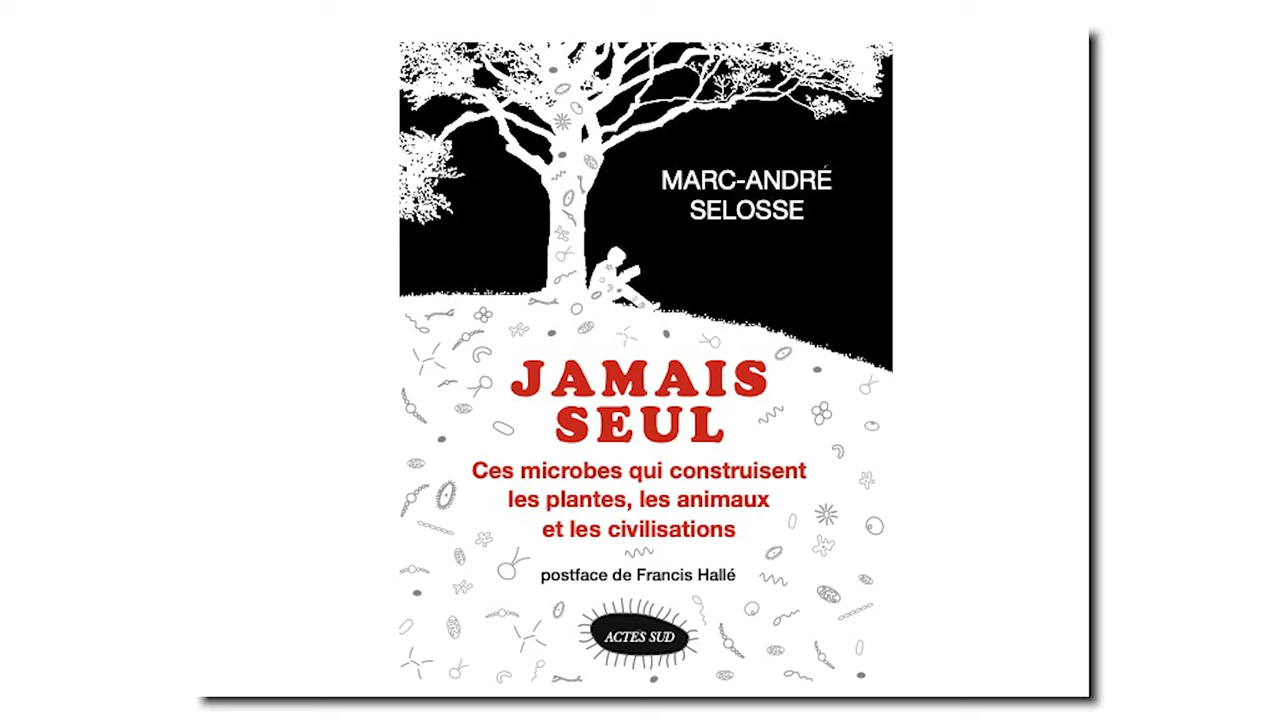 MARC-ANDRÉ
SELOSSE
JAMAIS
SEUL
Ces microbes qui construisent
les plantes, les animaux
et les civilisations
postface de Francis Hallé
ACTES SUD